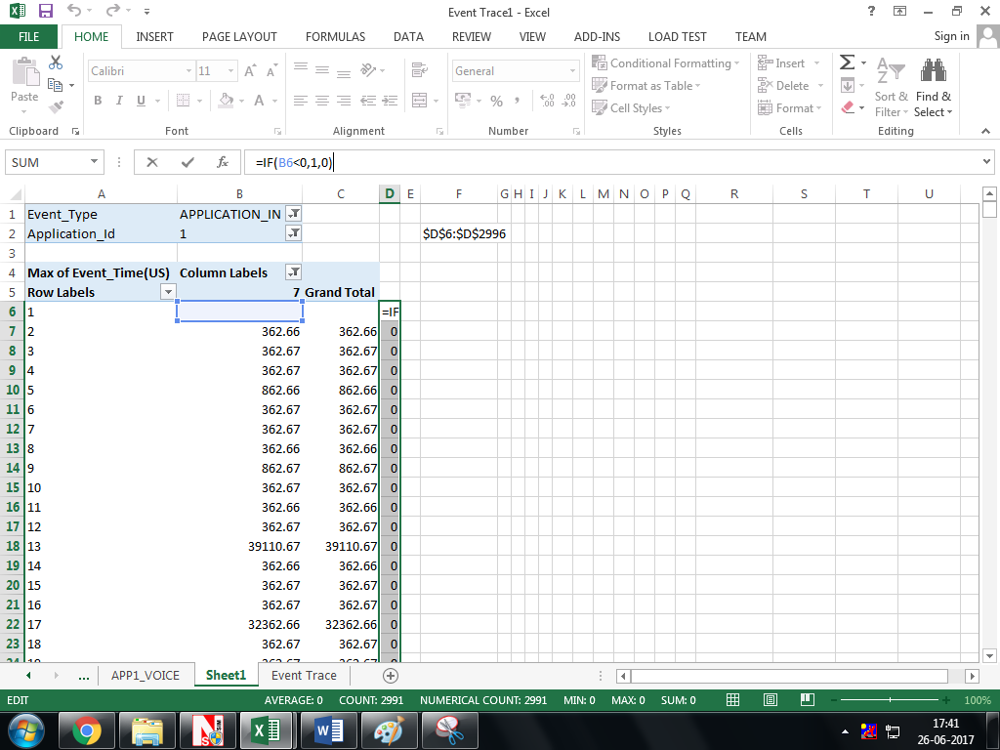 Event Trace1 - Excel
?
FILE HOME INSERT PAGE LAYOUT FORMULAS DATA REVIEW VIEW ADD-INS LOAD TEST TEAM Sign in
Paste
Calibri 11
B I U
A
General
% ,
Conditional Formatting
Format as Table
Cell Styles
Insert
Delete
Format
Sort & Filter
Find & Select
Clipboard Font Alignment Number Styles Cells Editing
SUM fx =IF(B6<0,1,0)
A B C D E F G H I J K L M N O P Q R S T U
1 Event_Type APPLICATION_IN
2 Application_Id 1 $D$6:$D$2996
3
4 Max of Event_Time(US) Column Labels
5 Row Labels 7 Grand Total
6 1 =IF
7 2 362.66 362.66 0
8 3 362.67 362.67 0
9 4 362.67 362.67 0
10 5 862.66 862.66 0
11 6 362.67 362.67 0
12 7 362.67 362.67 0
13 8 362.66 362.66 0
14 9 862.67 862.67 0
15 10 362.67 362.67 0
16 11 362.66 362.66 0
17 12 362.67 362.67 0
18 13 39110.67 39110.67 0
19 14 362.66 362.66 0
20 15 362.67 362.67 0
21 16 362.67 362.67 0
22 17 32362.66 32362.66 0
23 18 362.67 362.67 0
24 19 362.67 362.67 0
... APP1_VOICE Sheet1 Event Trace
EDIT AVERAGE: 0 COUNT: 2991 NUMERICAL COUNT: 2991 MIN: 0 MAX: 0 SUM: 0 100%
17:41
26-06-2017